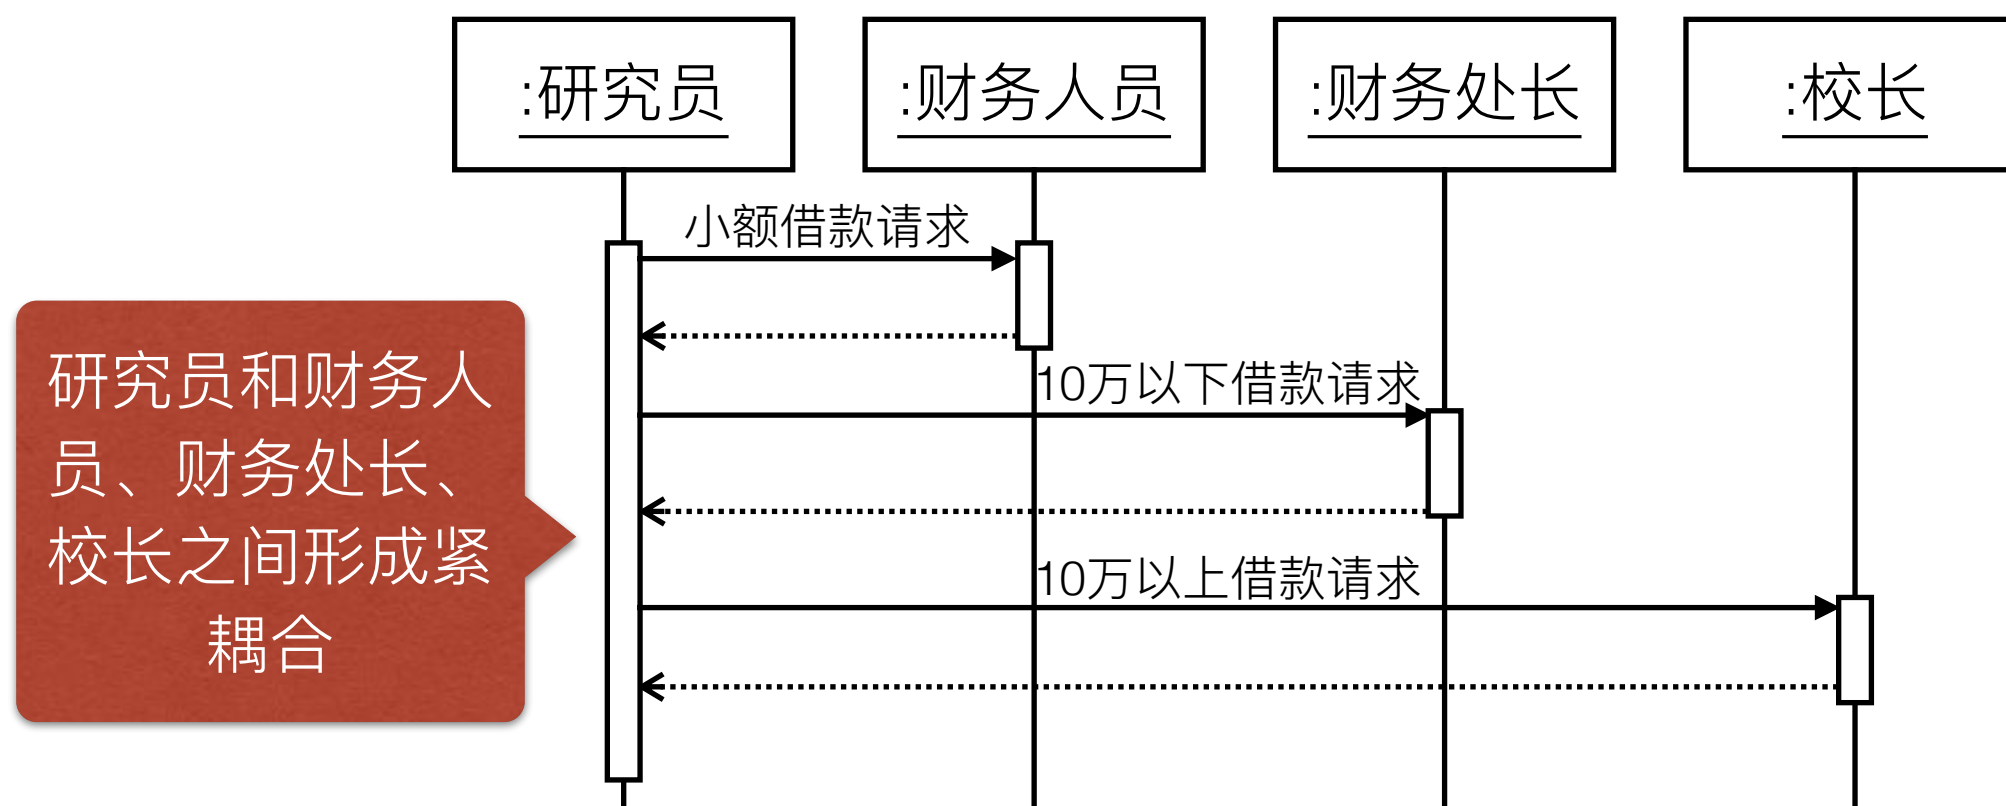 :研究员
:财务人员
:财务处长
:校长
小额借款请求
10万以下借款请求
10万以上借款请求
研究员和财务人
员、财务处长、
校长之间形成紧
耦合